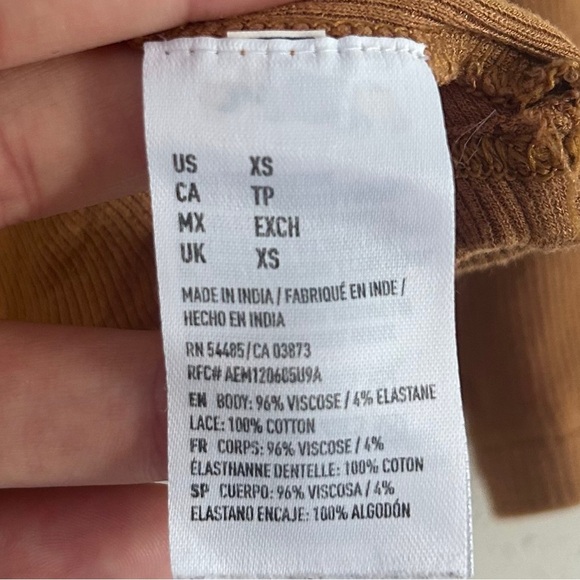 US XS
CA TP
MX EXCH
UK XS
MADE IN INDIA / FABRIQUÉ EN INDE /
HECHO EN INDIA
RN 54485/CA 03873
RFC# AEM120605U9A
EN BODY: 96% VISCOSE / 4% ELASTANE
LACE: 100% COTTON
FR CORPS: 96% VISCOSE / 4%
ÉLASTHANNE DENTELLE: 100% COTON
SP CUERPO: 96% VISCOSA / 4%
ELASTANO ENCAJE: 100% ALGODÓN